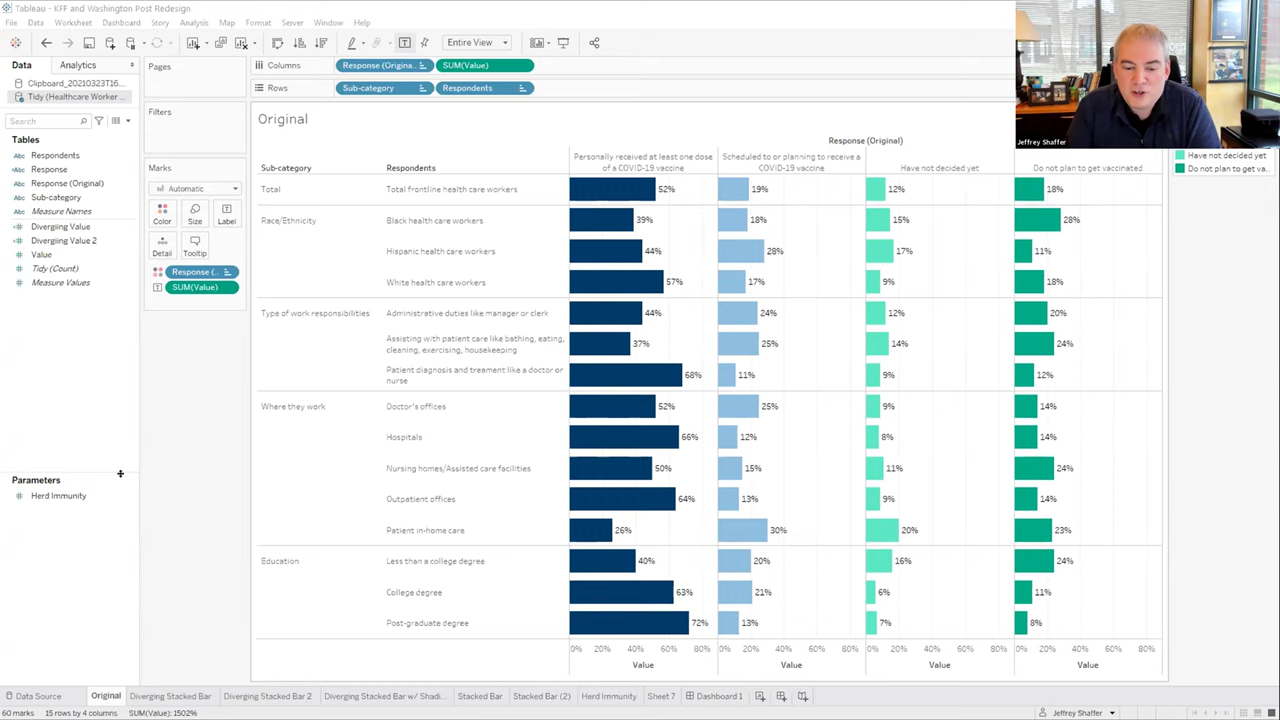 Tableau - KFF and Washington Post Redesign
File Data Worksheet Dashboard Story Analysis Map Format Server Window Help
Entire View
Data Analytics
Pages
Columns Response (Origina.. SUM(Value)
Clipboard_20210323T16...
Rows Sub-category Respondents
Tidy (Healthcare Worker ...
Filters
Search
Original
Jeffrey Shaffer
Tables
Response (Original)
Abc Respondents
Have not decided yet
Abc Response
Do not plan to get va...
Abc Response (Original)
Abc Sub-category
Abc Measure Names
# Divergiing Value
# Divergiing Value 2
# Value
# Tidy (Count)
# Measure Values
Marks
Automatic
Color Size Label
Detail Tooltip
Response (..
SUM(Value)
Sub-category Respondents Personally received at least one dose of a COVID-19 vaccine Scheduled to or planning to receive a COVID-19 vaccine Have not decided yet Do not plan to get vaccinated
Total Total frontline health care workers 52% 19% 12% 18%
Race/Ethnicity Black health care workers 39% 18% 15% 28%
Hispanic health care workers 44% 28% 17% 11%
White health care workers 57% 17% 9% 18%
Type of work responsibilities Administrative duties like manager or clerk 44% 24% 12% 20%
Assisting with patient care like bathing, eating,
cleaning, exercising, housekeeping 37% 25% 14% 24%
Patient diagnosis and treament like a doctor or
nurse 68% 11% 9% 12%
Where they work Doctor's offices 52% 25% 9% 14%
Hospitals 66% 12% 8% 14%
Nursing homes/Assisted care facilities 50% 15% 11% 24%
Outpatient offices 64% 13% 9% 14%
Patient in-home care 26% 30% 20% 23%
Education Less than a college degree 40% 20% 16% 24%
College degree 63% 21% 6% 11%
Post-graduate degree 72% 13% 7% 8%
0% 20% 40% 60% 80% 0% 20% 40% 60% 80% 0% 20% 40% 60% 80% 0% 20% 40% 60% 80%
Value Value Value Value
Parameters
# Herd Immunity
Data Source Original Diverging Stacked Bar Diverging Stacked Bar 2 Diverging Stacked Bar w/ Shadi... Stacked Bar Stacked Bar (2) Herd Immunity Sheet 7 Dashboard 1
60 marks 15 rows by 4 columns SUM(Value): 1502% Jeffrey Shaffer